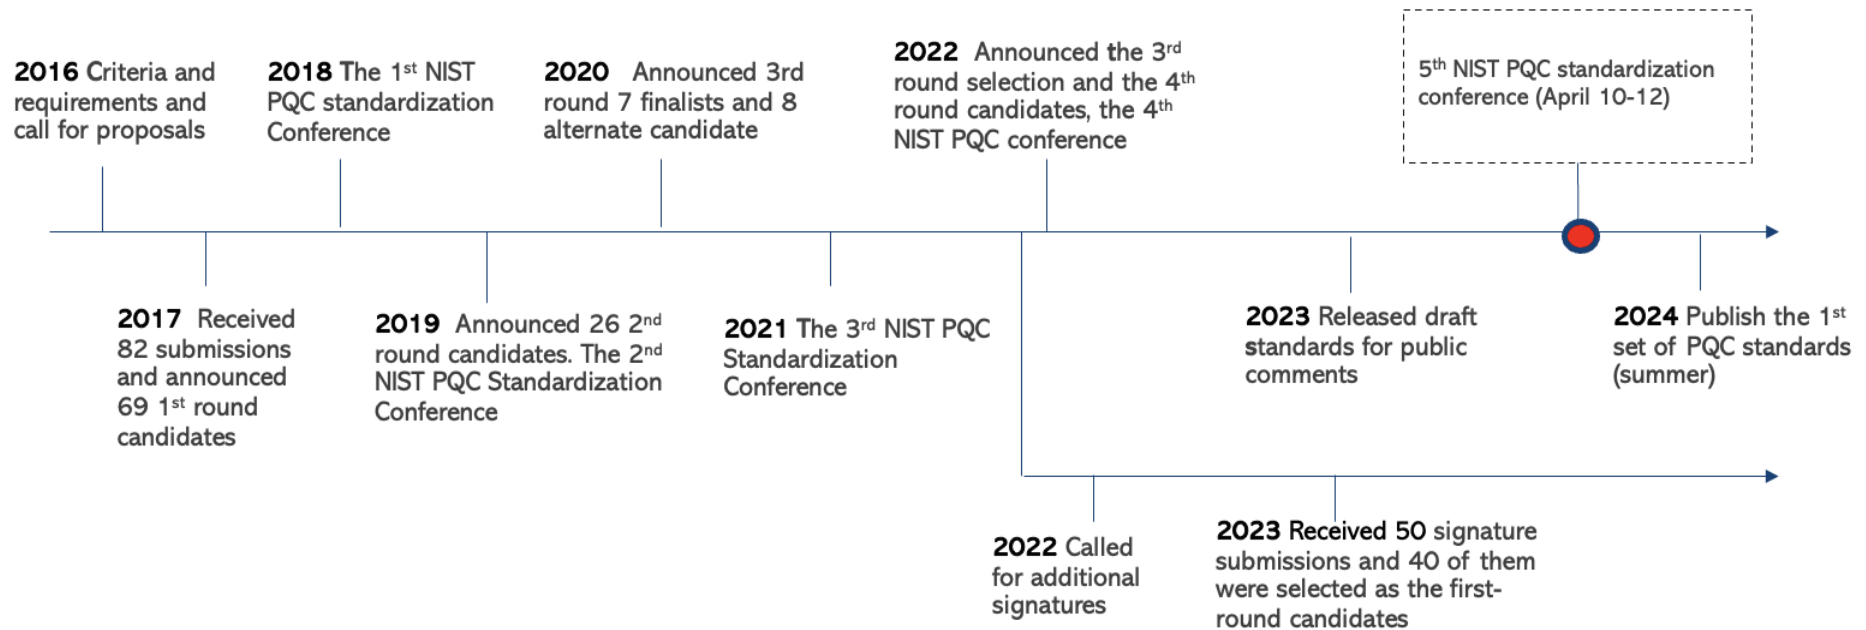 2016 Criteria and
requirements and
call for proposals
2018 The 1st NIST
PQC standardization
Conference
2020 Announced 3rd
round 7 finalists and 8
alternate candidate
2022 Announced the 3rd
round selection and the 4th
round candidates, the 4th
NIST PQC conference
5th NIST PQC standardization
conference (April 10-12)
2017 Received
82 submissions
and announced
69 1st round
candidates
2019 Announced 26 2nd
round candidates. The 2nd
NIST PQC Standardization
Conference
2021 The 3rd NIST PQC
Standardization
Conference
2023 Released draft
standards for public
comments
2024 Publish the 1st
set of PQC standards
(summer)
2022 Called
for additional
signatures
2023 Received 50 signature
submissions and 40 of them
were selected as the first-
round candidates